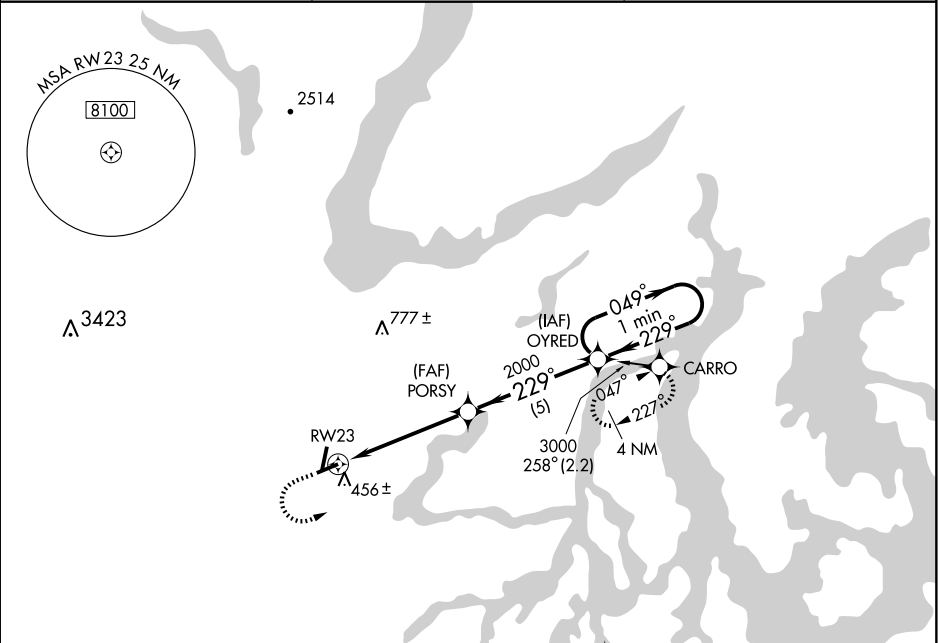 MSA RW23 25 NM
8100
2514
3423
777 ±
(IAF)
OYRED
049°
1 min
229°
(FAF)
PORSY
2000
229°
(5)
CARRO
047°
227°
3000
258° (2.2)
4 NM
RW23
456 ±